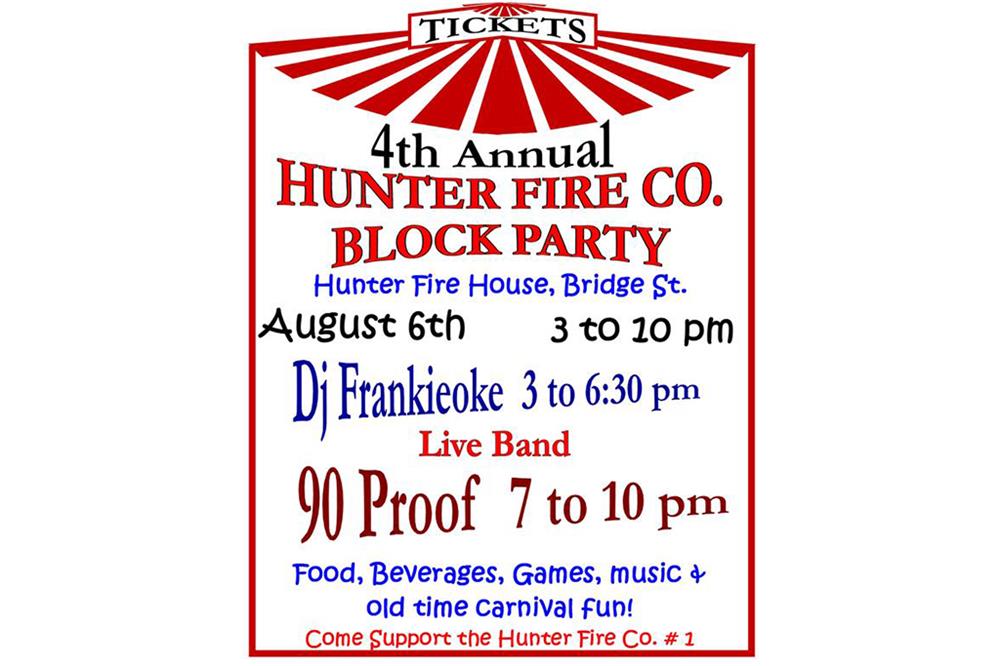 TICKETS
4th Annual
HUNTER FIRE CO.
BLOCK PARTY
Hunter Fire House, Bridge St.
August 6th 3 to 10 pm
Dj Frankieoke 3 to 6:30 pm
Live Band
90 Proof 7 to 10 pm
Food, Beverages, Games, music &
old time carnival fun!
Come Support the Hunter Fire Co. # 1